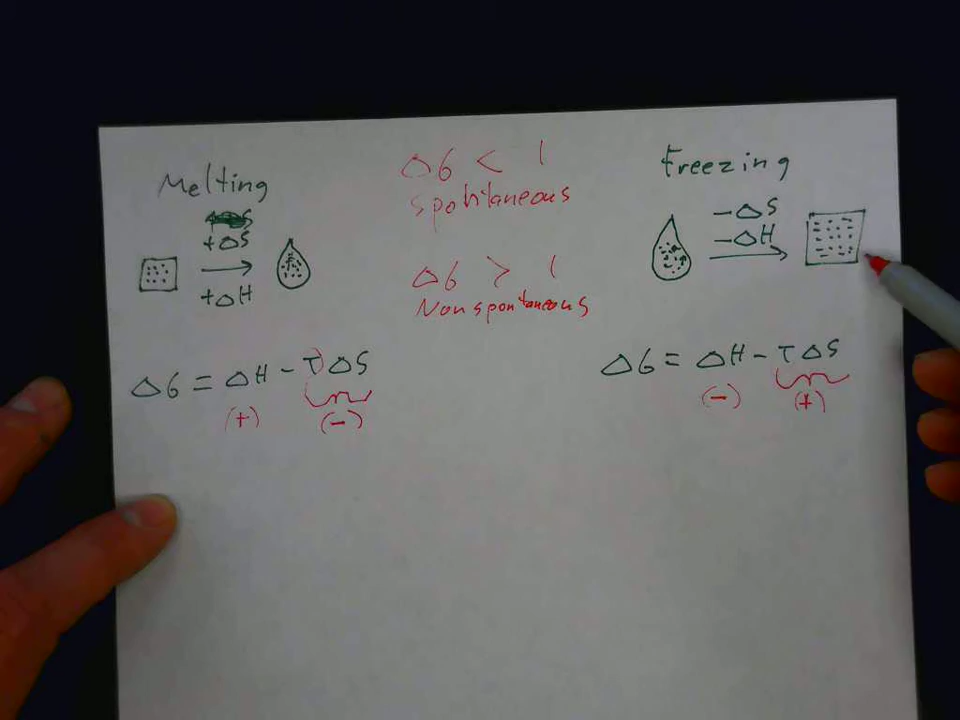 Melting
+ΔS
+ΔH
ΔG = ΔH - TΔS
(+) (-)
ΔG < 1
spontaneous
ΔG > 1
Nonspontaneous
Freezing
-ΔS
-ΔH
ΔG = ΔH - TΔS
(-) (+)